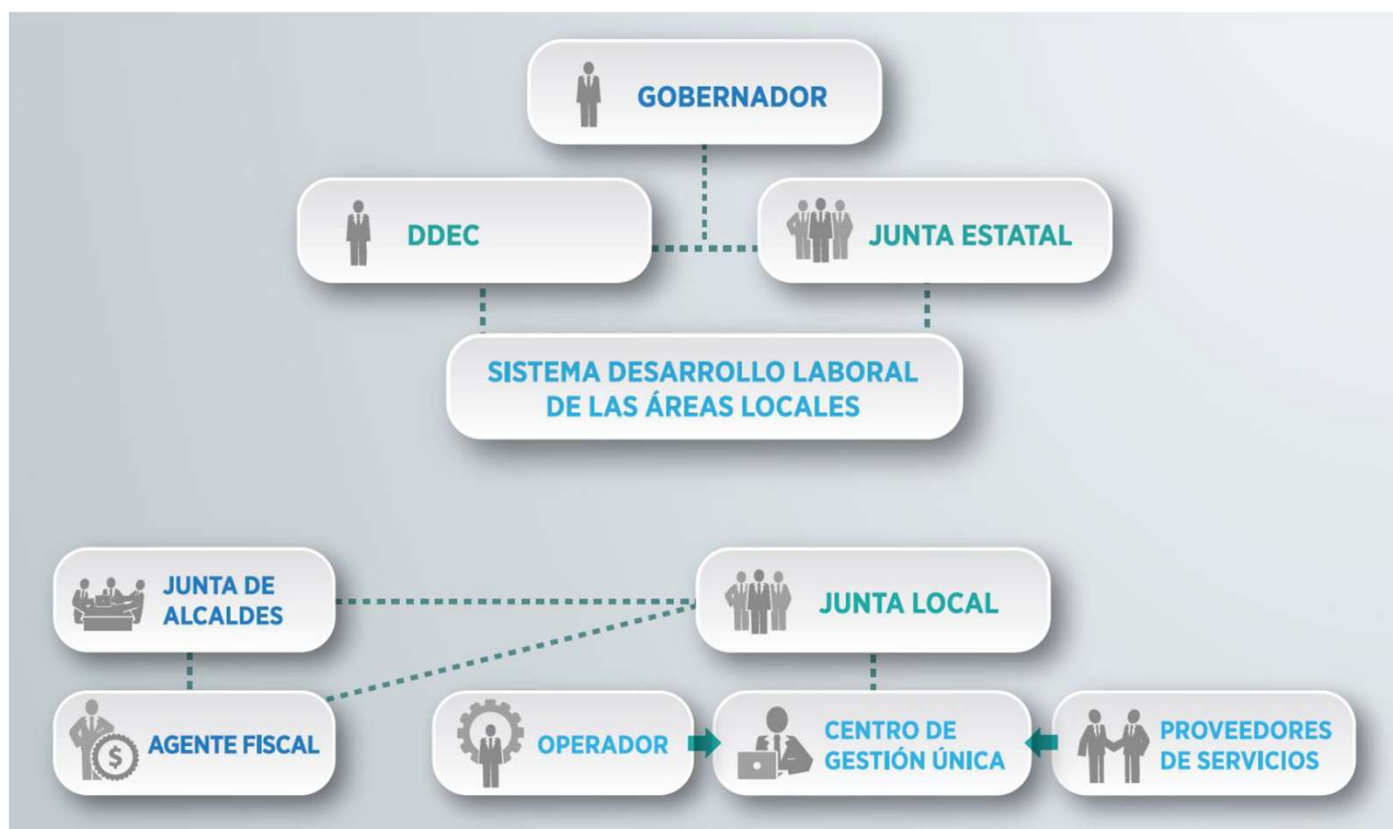 GOBERNADOR
DDEC
JUNTA ESTATAL
SISTEMA DESARROLLO LABORAL
DE LAS ÁREAS LOCALES
JUNTA DE
ALCALDES
JUNTA LOCAL
AGENTE FISCAL
$
OPERADOR
CENTRO DE
GESTIÓN ÚNICA
PROVEEDORES
DE SERVICIOS